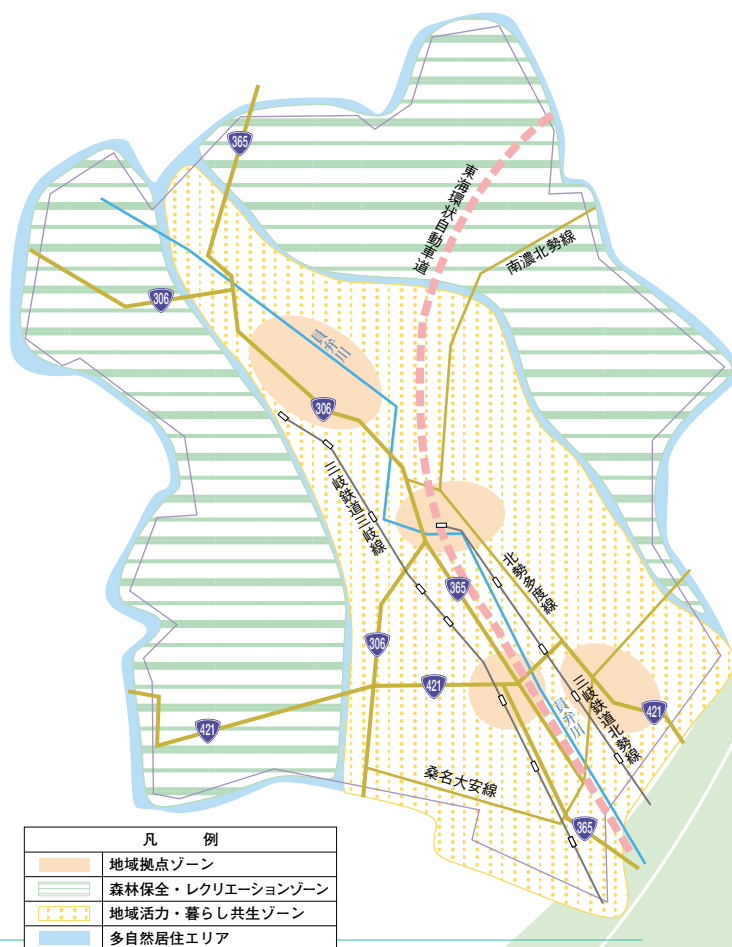 365
東海環状自動車道
南濃北勢線
306
員弁川
306
三岐鉄道三岐線
北勢多度線
365
306
421
三岐鉄道北勢線
421
員弁川
421
桑名大安線
365
凡 例
地域拠点ゾーン
森林保全・レクリエーションゾーン
地域活力・暮らし共生ゾーン
多自然居住エリア